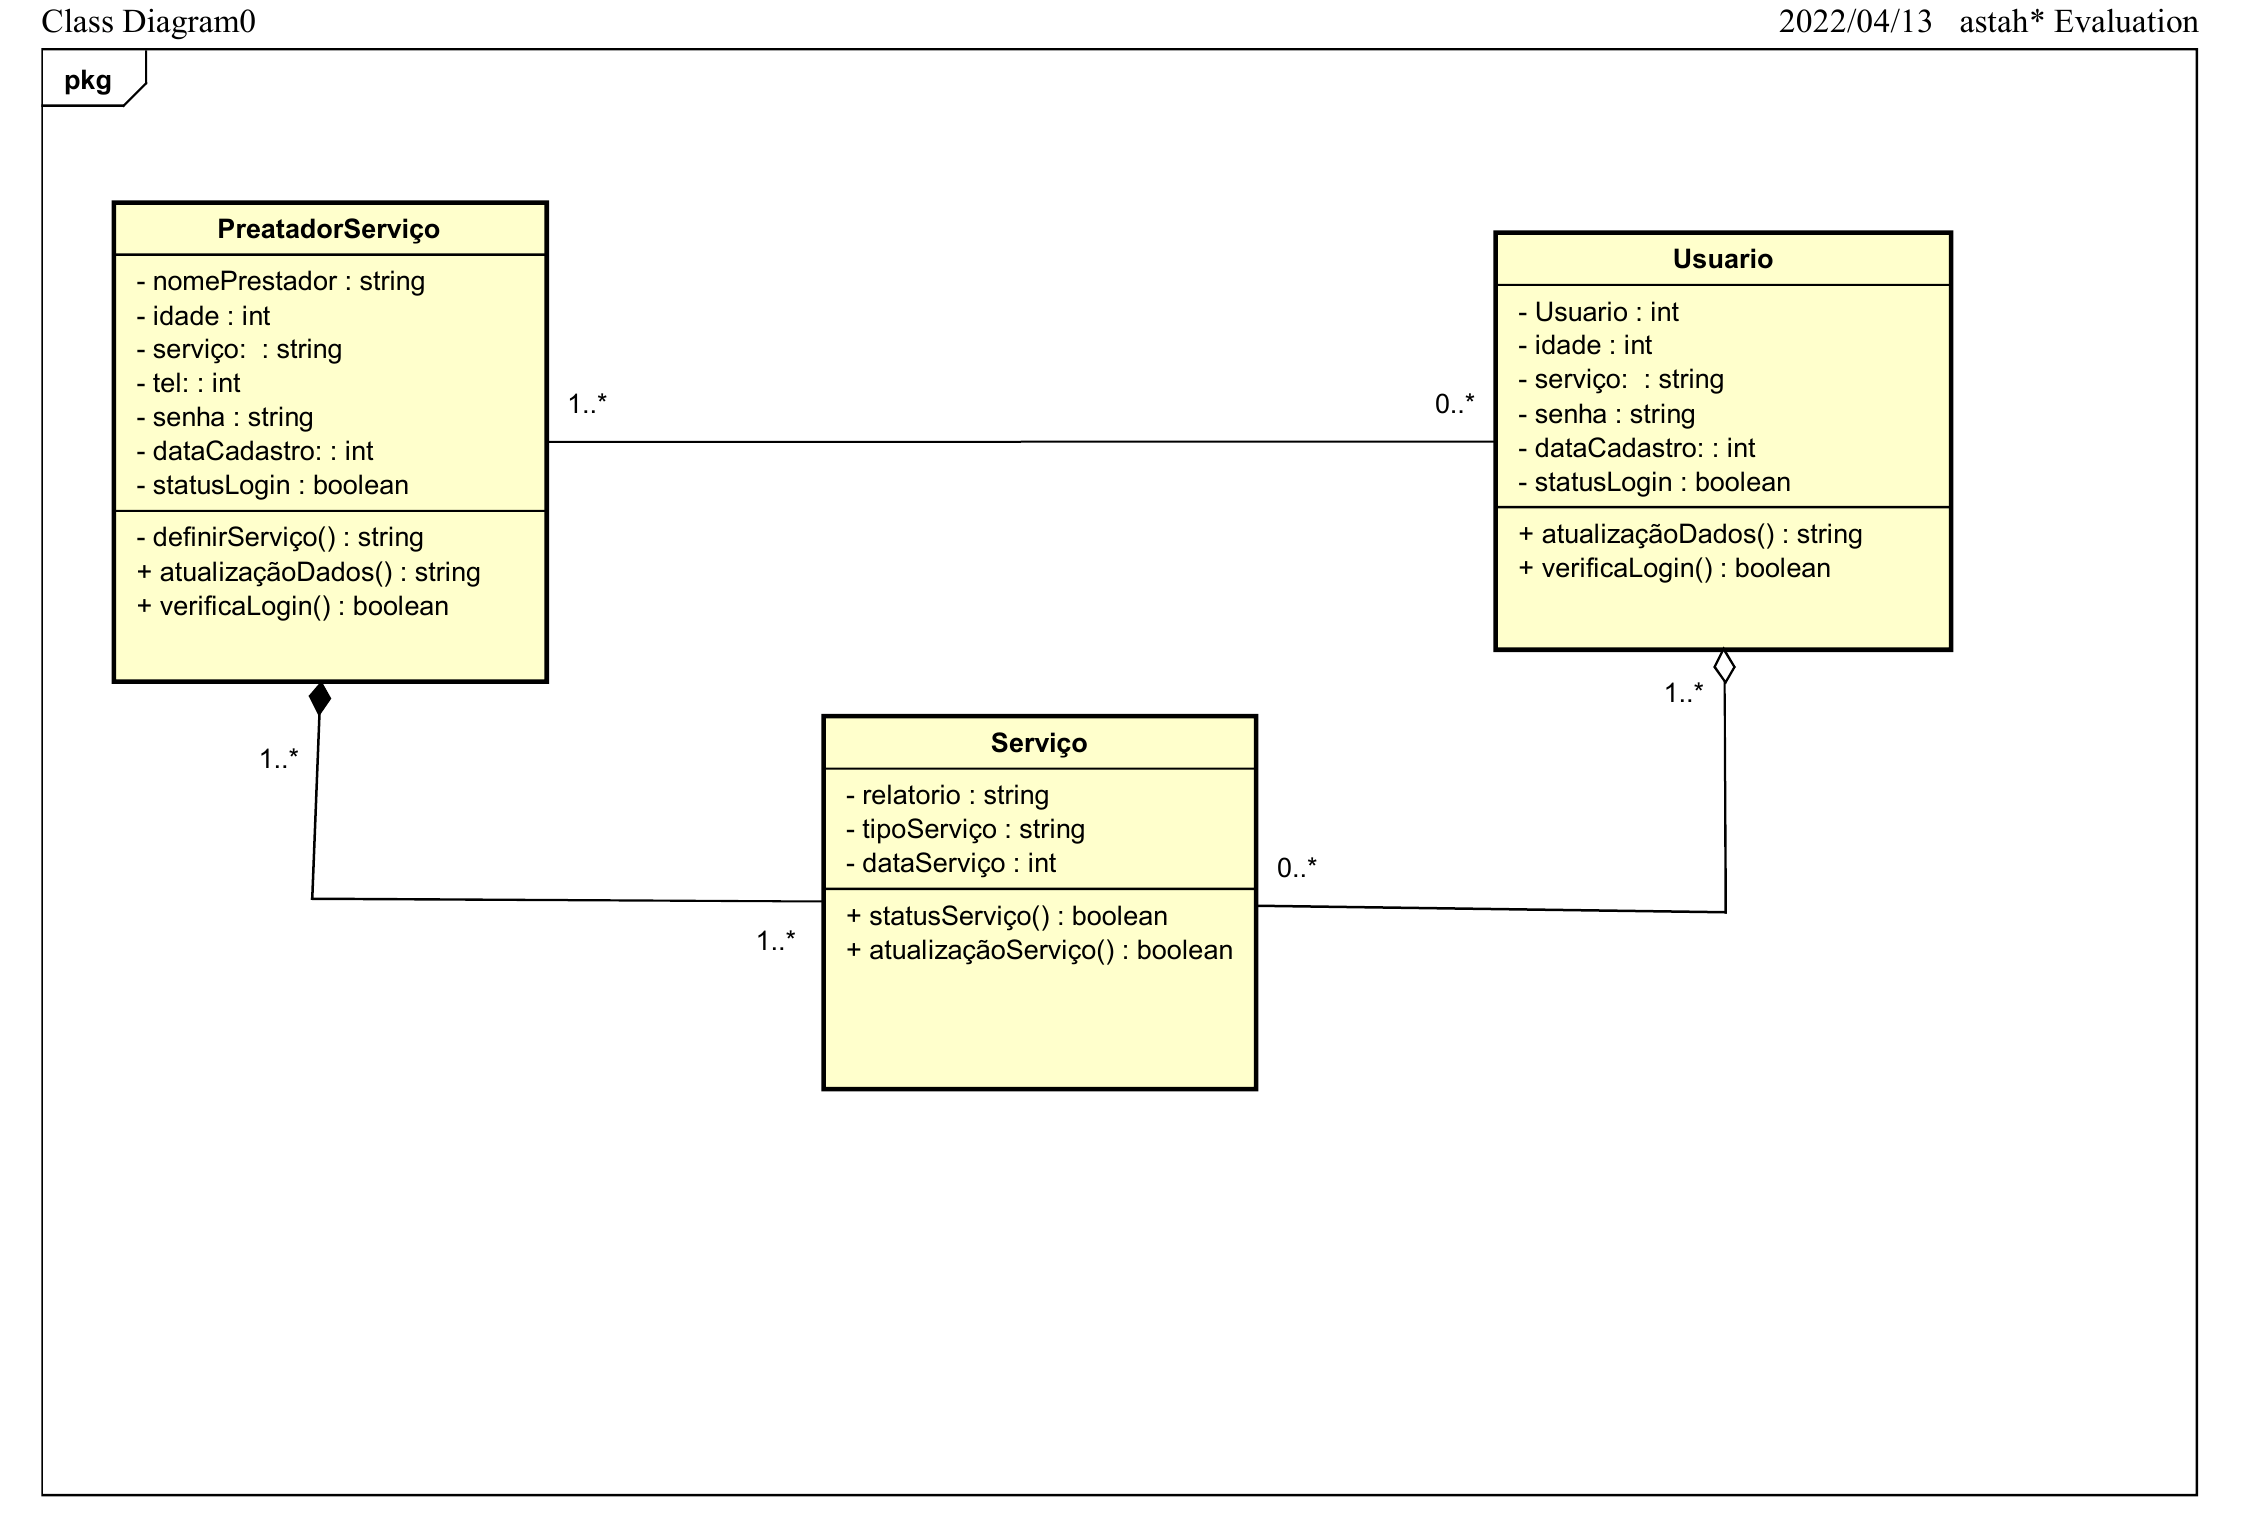 Class Diagram0
2022/04/13 astah* Evaluation
pkg
PreatadorServiço
- nomePrestador : string
- idade : int
- serviço:  : string
- tel: : int
- senha : string
- dataCadastro: : int
- statusLogin : boolean
- definirServiço() : string
+ atualizaçãoDados() : string
+ verificaLogin() : boolean
1..*
0..*
Usuario
- Usuario : int
- idade : int
- serviço:  : string
- senha : string
- dataCadastro: : int
- statusLogin : boolean
+ atualizaçãoDados() : string
+ verificaLogin() : boolean
1..*
1..*
Serviço
- relatorio : string
- tipoServiço : string
- dataServiço : int
+ statusServiço() : boolean
+ atualizaçãoServiço() : boolean
0..*
1..*